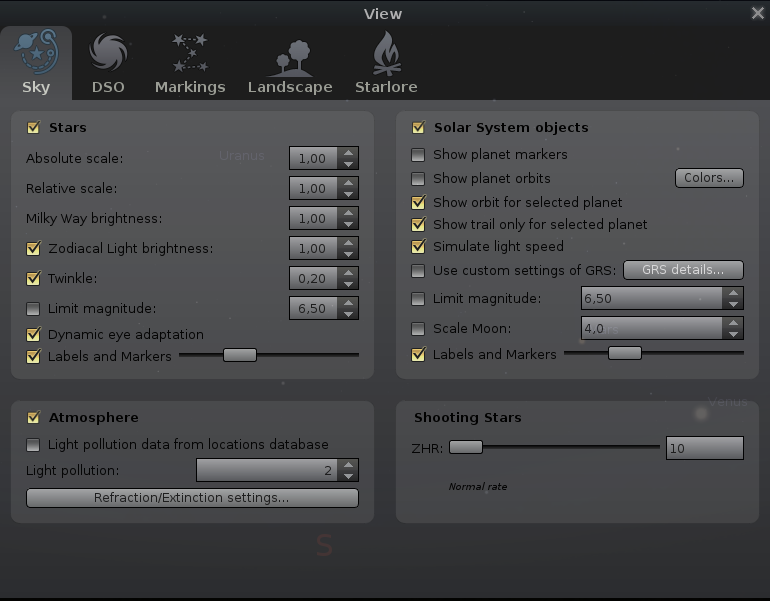 View
Sky DSO Markings Landscape Starlore
Stars
Absolute scale: 1,00
Relative scale: 1,00
Milky Way brightness: 1,00
Zodiacal Light brightness: 1,00
Twinkle: 0,20
Limit magnitude: 6,50
Dynamic eye adaptation
Labels and Markers
Uranus
Solar System objects
Show planet markers
Show planet orbits Colors...
Show orbit for selected planet
Show trail only for selected planet
Simulate light speed
Use custom settings of GRS: GRS details...
Limit magnitude: 6,50
Scale Moon: 4,0
Labels and Markers
Atmosphere
Light pollution data from locations database
Light pollution: 2
Refraction/Extinction settings...
Venus
Shooting Stars
ZHR: 10
Normal rate
S